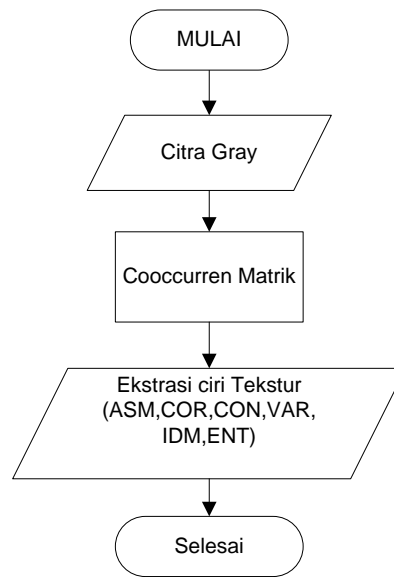 MULAI
Citra Gray
Cooccurren Matrik
Ekstrasi ciri Tekstur
(ASM,COR,CON,VAR,
IDM,ENT)
Selesai